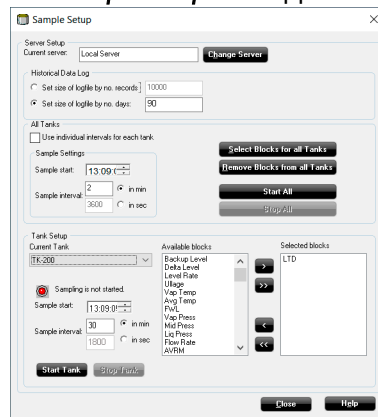 Sample Setup
Server Setup
Current server: Local Server Change Server
Historical Data Log
Set size of logfile by no. records 10000
Set size of logfile by no. days: 90
All Tanks
Use individual intervals for each tank
Sample Settings
Sample start: 13:09:
Sample interval: 2 in min
3600 in sec
Select Blocks for all Tanks
Remove Blocks from all Tanks
Start All
Stop All
Tank Setup
Current Tank
TK-200
Sampling is not started.
Sample start: 13:09:0
Sample interval: 30 in min
1800 in sec
Start Tank Stop Tank
Available blocks
Backup Level
Delta Level
Level Rate
Ullage
Vap Temp
Avg Temp
FWL
Vap Press
Mid Press
Liq Press
Flow Rate
AVRM
>
>>
<
<<
Selected blocks
LTD
Close Help